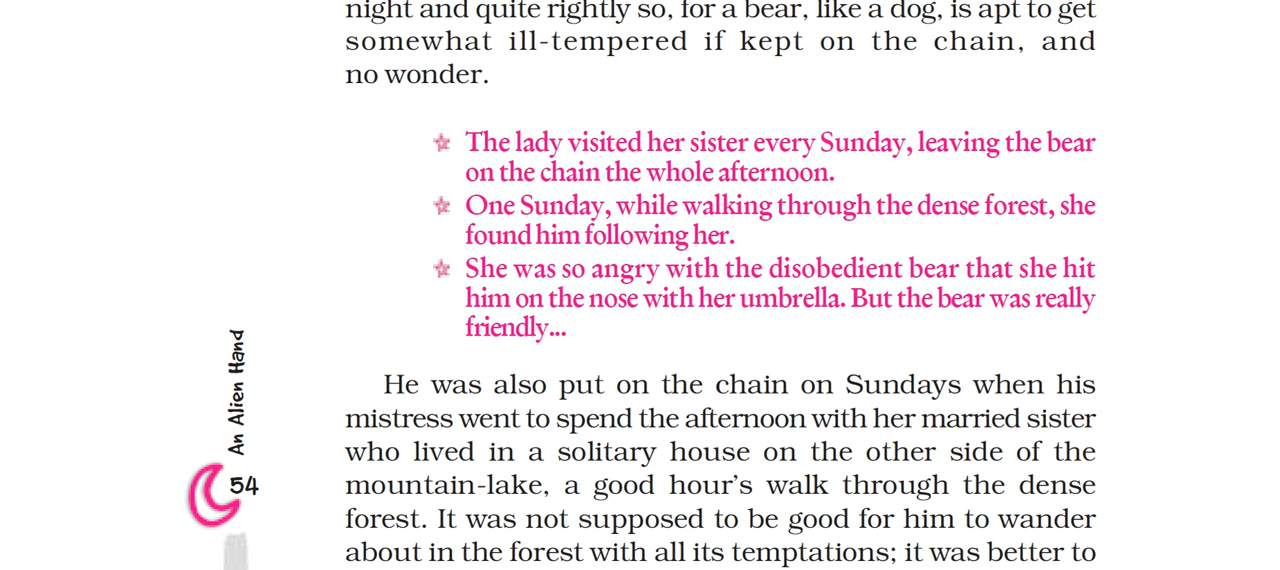 night and quite rightly so, for a bear, like a dog, is apt to get
somewhat ill-tempered if kept on the chain, and
no wonder.
The lady visited her sister every Sunday, leaving the bear
on the chain the whole afternoon.
One Sunday, while walking through the dense forest, she
found him following her.
She was so angry with the disobedient bear that she hit
him on the nose with her umbrella. But the bear was really
friendly...
He was also put on the chain on Sundays when his
mistress went to spend the afternoon with her married sister
who lived in a solitary house on the other side of the
mountain-lake, a good hour's walk through the dense
forest. It was not supposed to be good for him to wander
about in the forest with all its temptations; it was better to
An Alien Hand
54